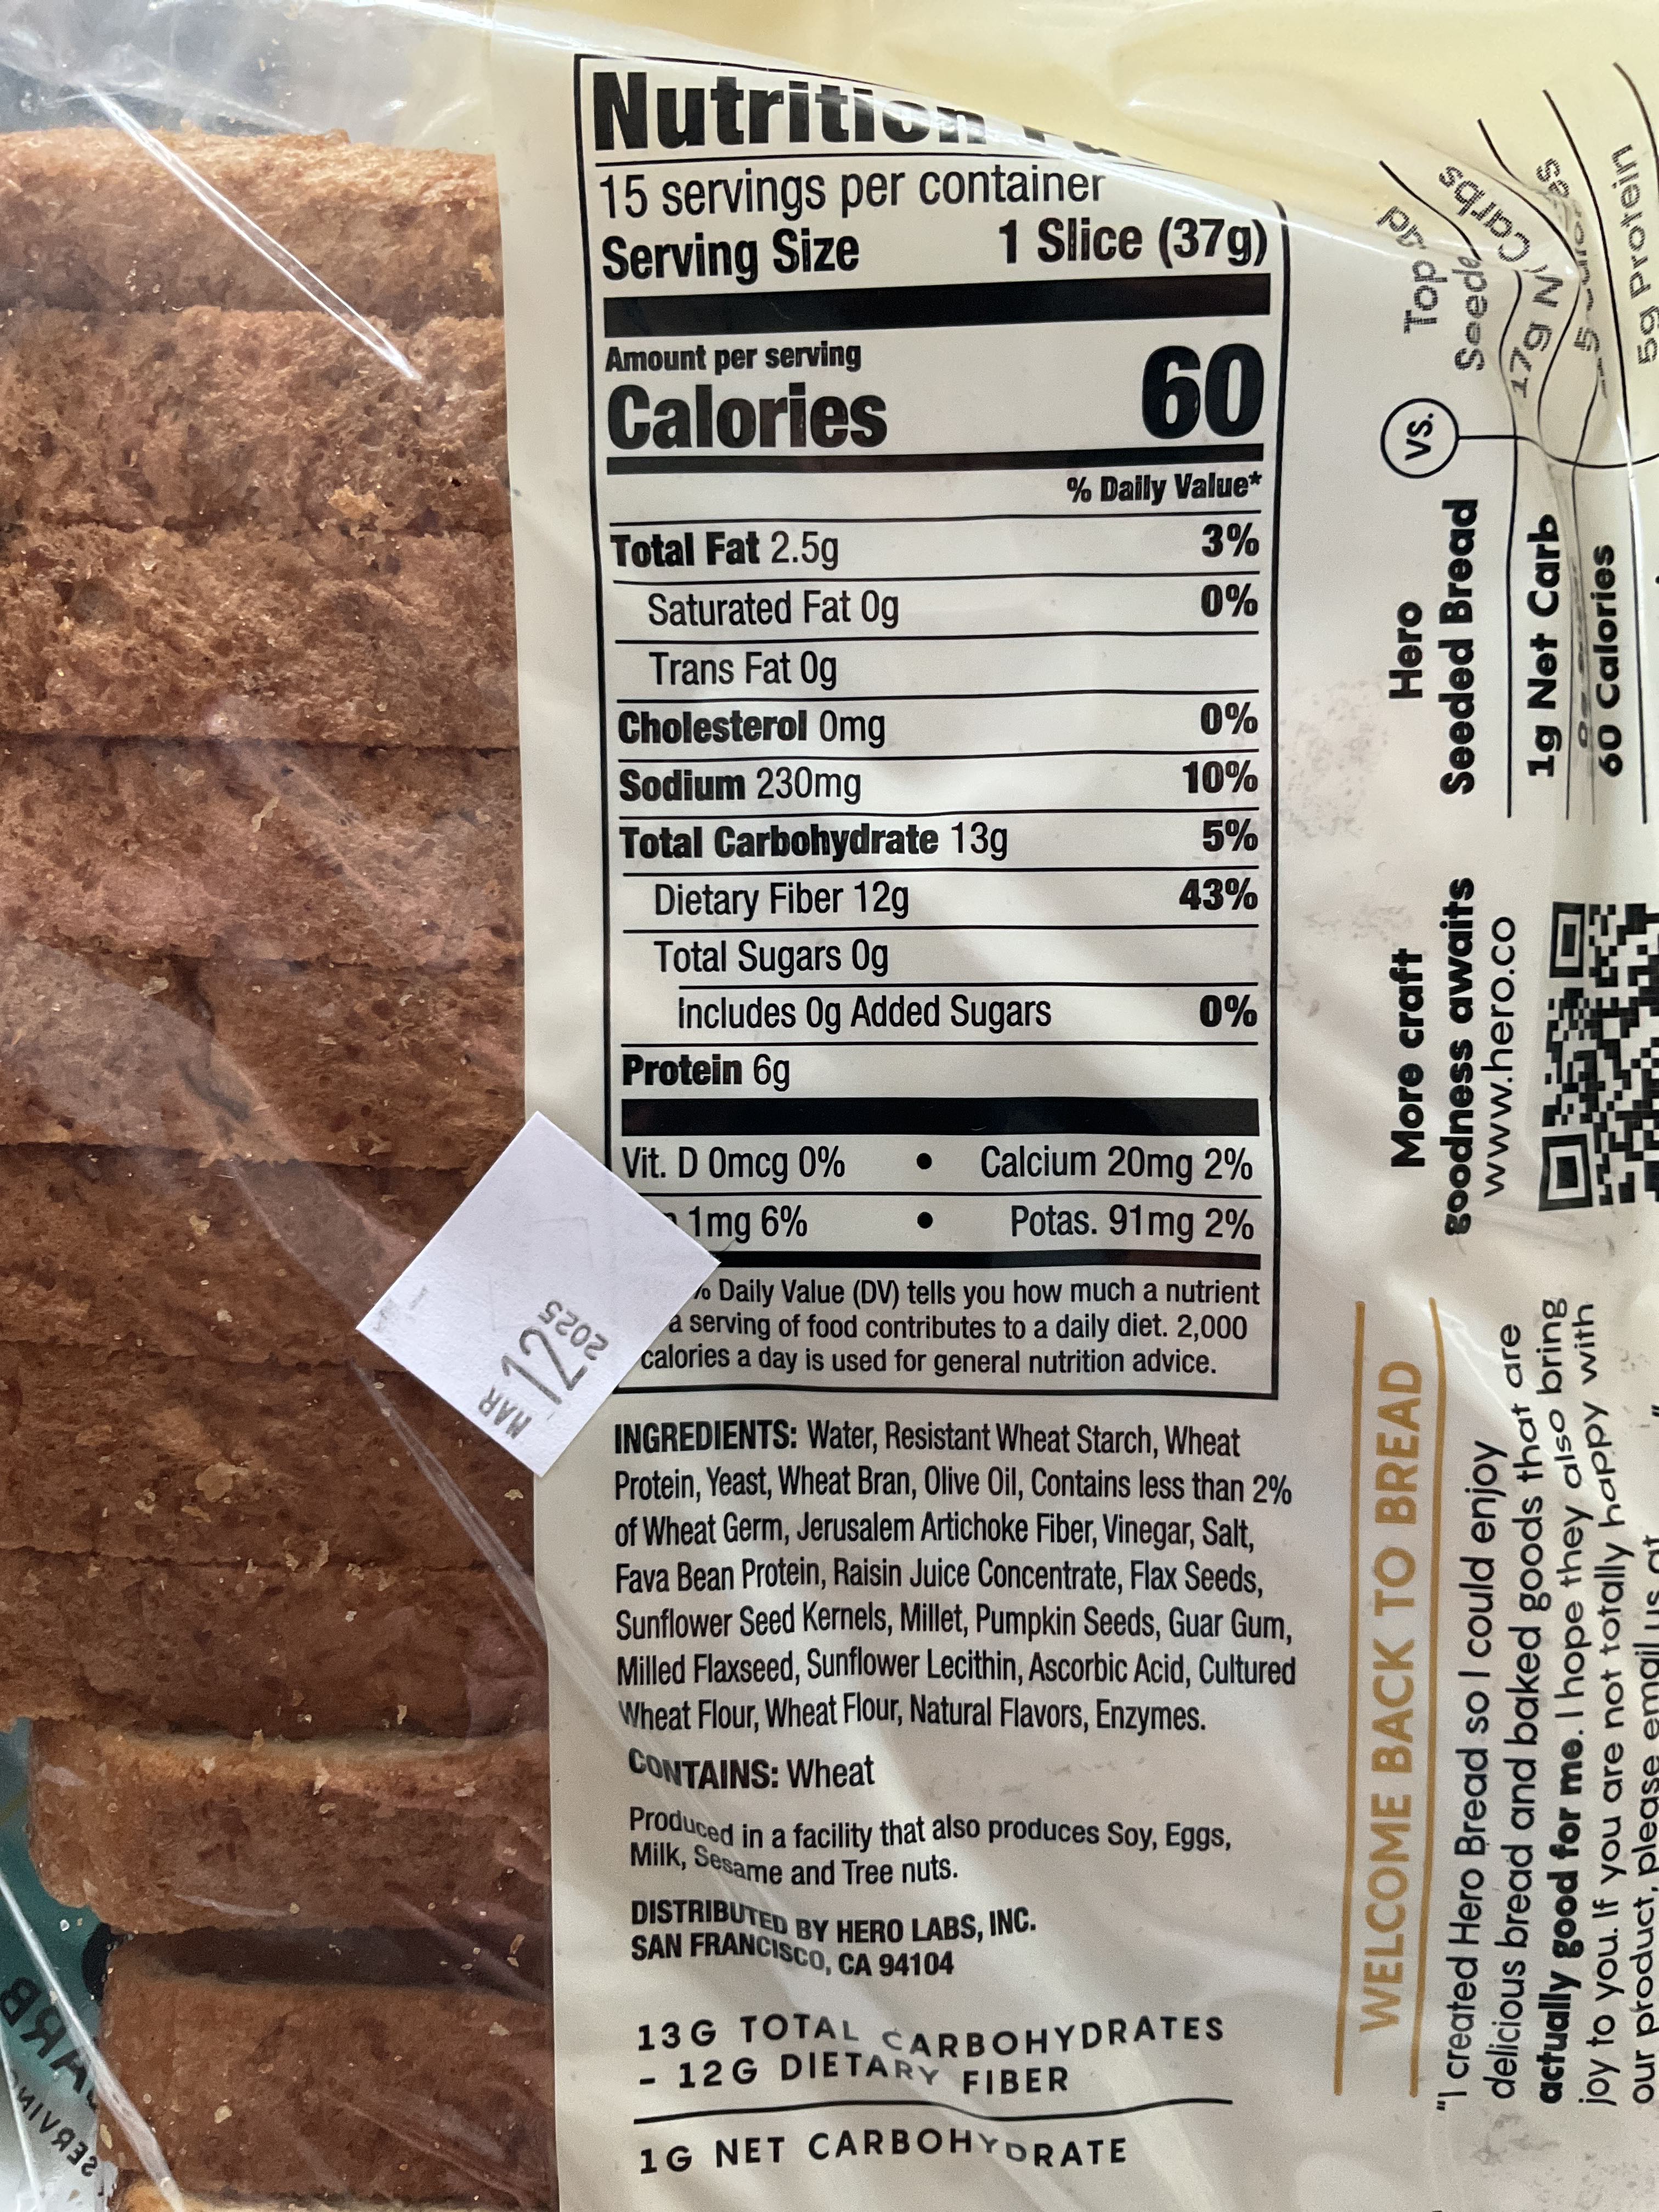 Nutrition
15 servings per container
Serving Size 1 Slice (37g)
Amount per serving
Calories 60
% Daily Value*
Total Fat 2.5g 3%
Saturated Fat 0g 0%
Trans Fat 0g
Cholesterol 0mg 0%
Sodium 230mg 10%
Total Carbohydrate 13g 5%
Dietary Fiber 12g 43%
Total Sugars 0g
Includes 0g Added Sugars 0%
Protein 6g
Vit. D 0mcg 0% • Calcium 20mg 2%
1mg 6% • Potas. 91mg 2%
% Daily Value (DV) tells you how much a nutrient
a serving of food contributes to a daily diet. 2,000
calories a day is used for general nutrition advice.
MAR 12 2025
INGREDIENTS: Water, Resistant Wheat Starch, Wheat
Protein, Yeast, Wheat Bran, Olive Oil, Contains less than 2%
of Wheat Germ, Jerusalem Artichoke Fiber, Vinegar, Salt,
Fava Bean Protein, Raisin Juice Concentrate, Flax Seeds,
Sunflower Seed Kernels, Millet, Pumpkin Seeds, Guar Gum,
Milled Flaxseed, Sunflower Lecithin, Ascorbic Acid, Cultured
Wheat Flour, Wheat Flour, Natural Flavors, Enzymes.
CONTAINS: Wheat
Produced in a facility that also produces Soy, Eggs,
Milk, Sesame and Tree nuts.
DISTRIBUTED BY HERO LABS, INC.
SAN FRANCISCO, CA 94104
13G TOTAL CARBOHYDRATES
- 12G DIETARY FIBER
1G NET CARBOHYDRATE
WELCOME BACK TO BREAD
"I created Hero Bread so I could enjoy
delicious bread and baked goods that are
actually good for me. I hope they also bring
joy to you. If you are not totally happy with
our product, please email us at
More craft
goodness awaits
www.hero.co
Hero
Seeded Bread
1g Net Carb
60 Calories
VS.
Top
17g
5g Protein
SERVING